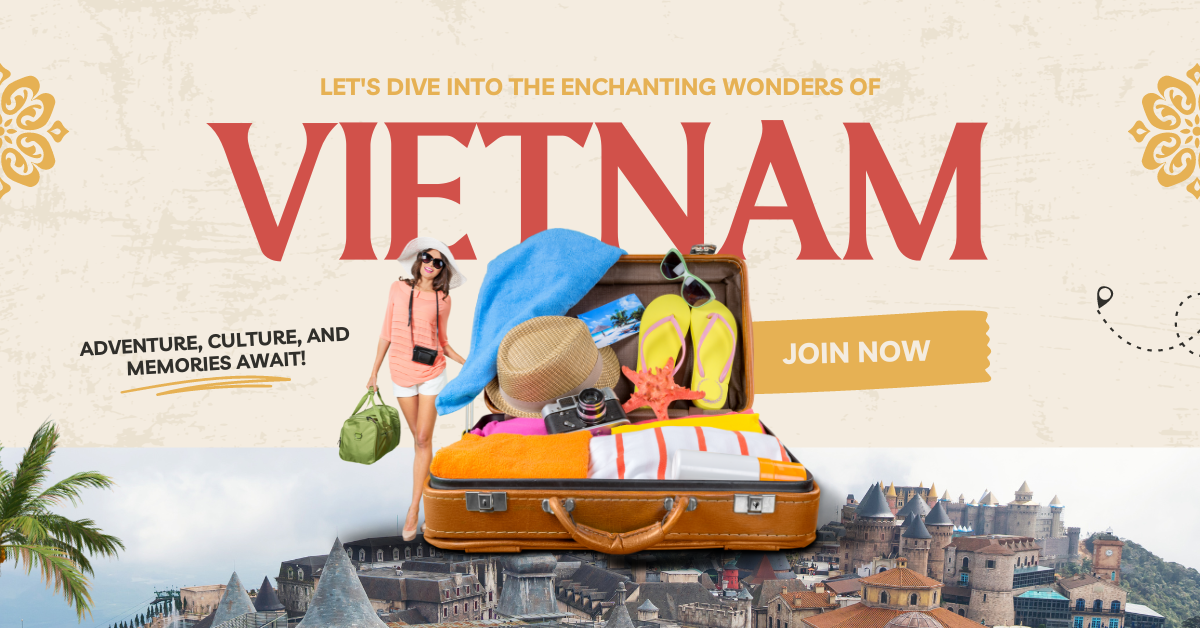 LET'S DIVE INTO THE ENCHANTING WONDERS OF
VIETNAM
ADVENTURE, CULTURE, AND
MEMORIES AWAIT!
JOIN NOW